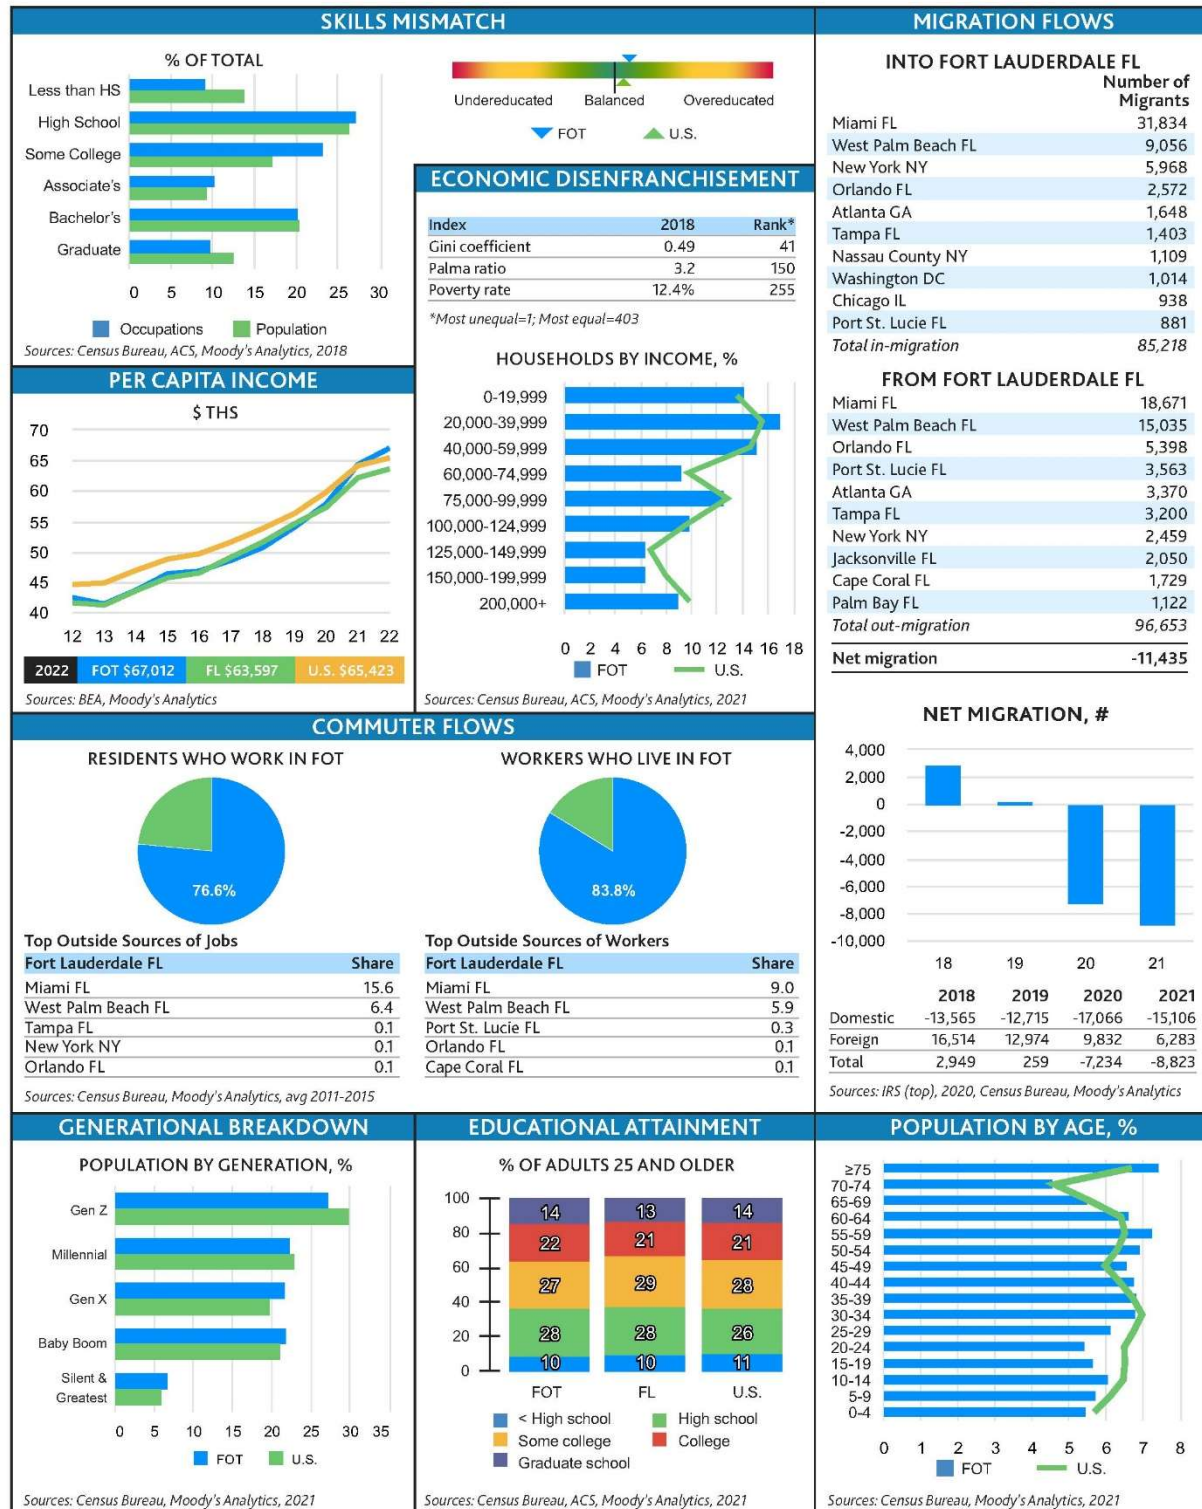 SKILLS MISMATCH
% OF TOTAL
Less than HS
High School
Some College
Associate's
Bachelor's
Graduate
0 5 10 15 20 25 30
Occupations Population
Sources: Census Bureau, ACS, Moody's Analytics, 2018
Undereducated Balanced Overeducated
FOT U.S.
PER CAPITA INCOME
$ THS
70
65
60
55
50
45
40
12 13 14 15 16 17 18 19 20 21 22
2022 FOT $67,012 FL $63,597 U.S. $65,423
Sources: BEA, Moody's Analytics
ECONOMIC DISENFRANCHISEMENT
Index 2018 Rank*
Gini coefficient 0.49 41
Palma ratio 3.2 150
Poverty rate 12.4% 255
*Most unequal=1; Most equal=403
HOUSEHOLDS BY INCOME, %
0-19,999
20,000-39,999
40,000-59,999
60,000-74,999
75,000-99,999
100,000-124,999
125,000-149,999
150,000-199,999
200,000+
0 2 4 6 8 10 12 14 16 18
FOT U.S.
Sources: Census Bureau, ACS, Moody's Analytics, 2021
MIGRATION FLOWS
INTO FORT LAUDERDALE FL
Number of
Migrants
Miami FL 31,834
West Palm Beach FL 9,056
New York NY 5,968
Orlando FL 2,572
Atlanta GA 1,648
Tampa FL 1,403
Nassau County NY 1,109
Washington DC 1,014
Chicago IL 938
Port St. Lucie FL 881
Total in-migration 85,218
FROM FORT LAUDERDALE FL
Miami FL 18,671
West Palm Beach FL 15,035
Orlando FL 5,398
Port St. Lucie FL 3,563
Atlanta GA 3,370
Tampa FL 3,200
New York NY 2,459
Jacksonville FL 2,050
Cape Coral FL 1,729
Palm Bay FL 1,122
Total out-migration 96,653
Net migration -11,435
NET MIGRATION, #
4,000
2,000
0
-2,000
-4,000
-6,000
-8,000
-10,000
18 19 20 21
2018 2019 2020 2021
Domestic -13,565 -12,715 -17,066 -15,106
Foreign 16,514 12,974 9,832 6,283
Total 2,949 259 -7,234 -8,823
Sources: IRS (top), 2020, Census Bureau, Moody's Analytics
COMMUTER FLOWS
RESIDENTS WHO WORK IN FOT
76.6%
Top Outside Sources of Jobs
Fort Lauderdale FL Share
Miami FL 15.6
West Palm Beach FL 6.4
Tampa FL 0.1
New York NY 0.1
Orlando FL 0.1
Sources: Census Bureau, Moody's Analytics, avg 2011-2015
WORKERS WHO LIVE IN FOT
83.8%
Top Outside Sources of Workers
Fort Lauderdale FL Share
Miami FL 9.0
West Palm Beach FL 5.9
Port St. Lucie FL 0.3
Orlando FL 0.1
Cape Coral FL 0.1
GENERATIONAL BREAKDOWN
POPULATION BY GENERATION, %
Gen Z
Millennial
Gen X
Baby Boom
Silent &
Greatest
0 5 10 15 20 25 30 35
FOT U.S.
Sources: Census Bureau, Moody's Analytics, 2021
EDUCATIONAL ATTAINMENT
% OF ADULTS 25 AND OLDER
100
80
60
40
20
0
14 13 14
22 21 21
27 29 28
28 28 26
10 10 11
FOT FL U.S.
< High school High school
Some college College
Graduate school
Sources: Census Bureau, ACS, Moody's Analytics, 2021
POPULATION BY AGE, %
≥75
70-74
65-69
60-64
55-59
50-54
45-49
40-44
35-39
30-34
25-29
20-24
15-19
10-14
5-9
0-4
0 1 2 3 4 5 6 7 8
FOT U.S.
Sources: Census Bureau, Moody's Analytics, 2021